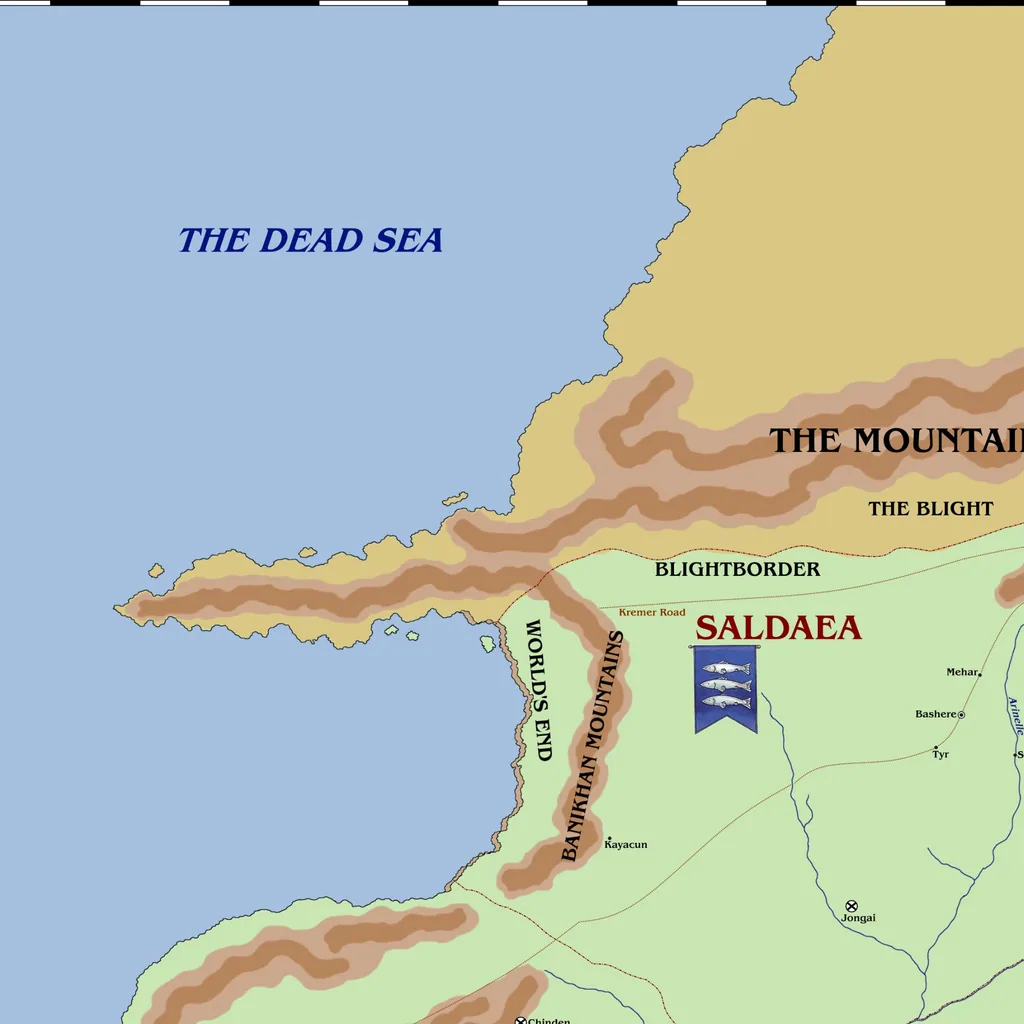 THE DEAD SEA
THE MOUNTAI
THE BLIGHT
BLIGHTBORDER
Kremer Road
SALDAEA
WORLD'S END
BANIKHAN MOUNTAINS
Mehar
Arinelle
Bashere
Tyr
S
Kayacun
Jongai
Chinden